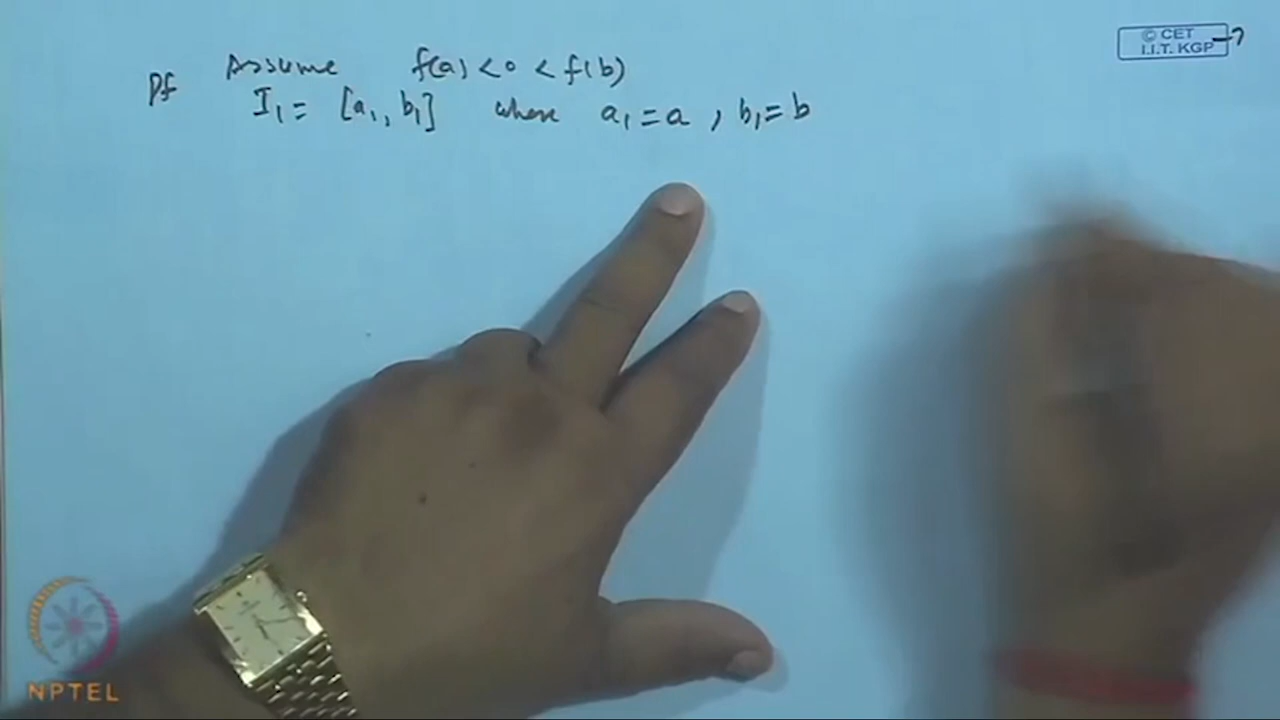 Pf Assume f(a) < 0 < f(b)
I₁ = [a₁, b₁] where a₁ = a , b₁ = b
© CET
I.I.T. KGP
NPTEL